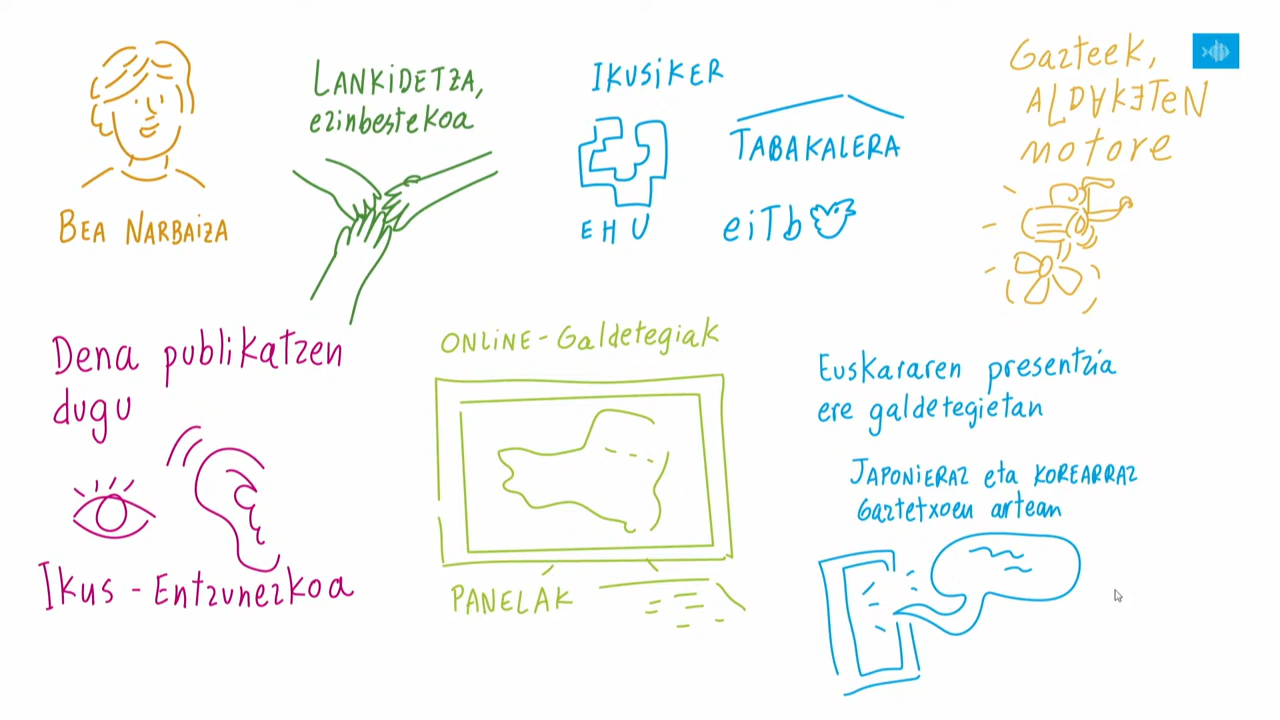 BEA NARBAIZA
LANKIDETZA,
ezinbestekoa
IKUSIKER
EHU
TABAKALERA
eiTb
Gazteek,
ALDAKETEN
motore
Dena publikatzen
dugu
Ikus - Entzunezkoa
ONLINE - Galdetegiak
PANELAK
Euskararen presentzia
ere galdetegietan
JAPONIERAZ eta KOREARRAZ
Gaztetxoen artean